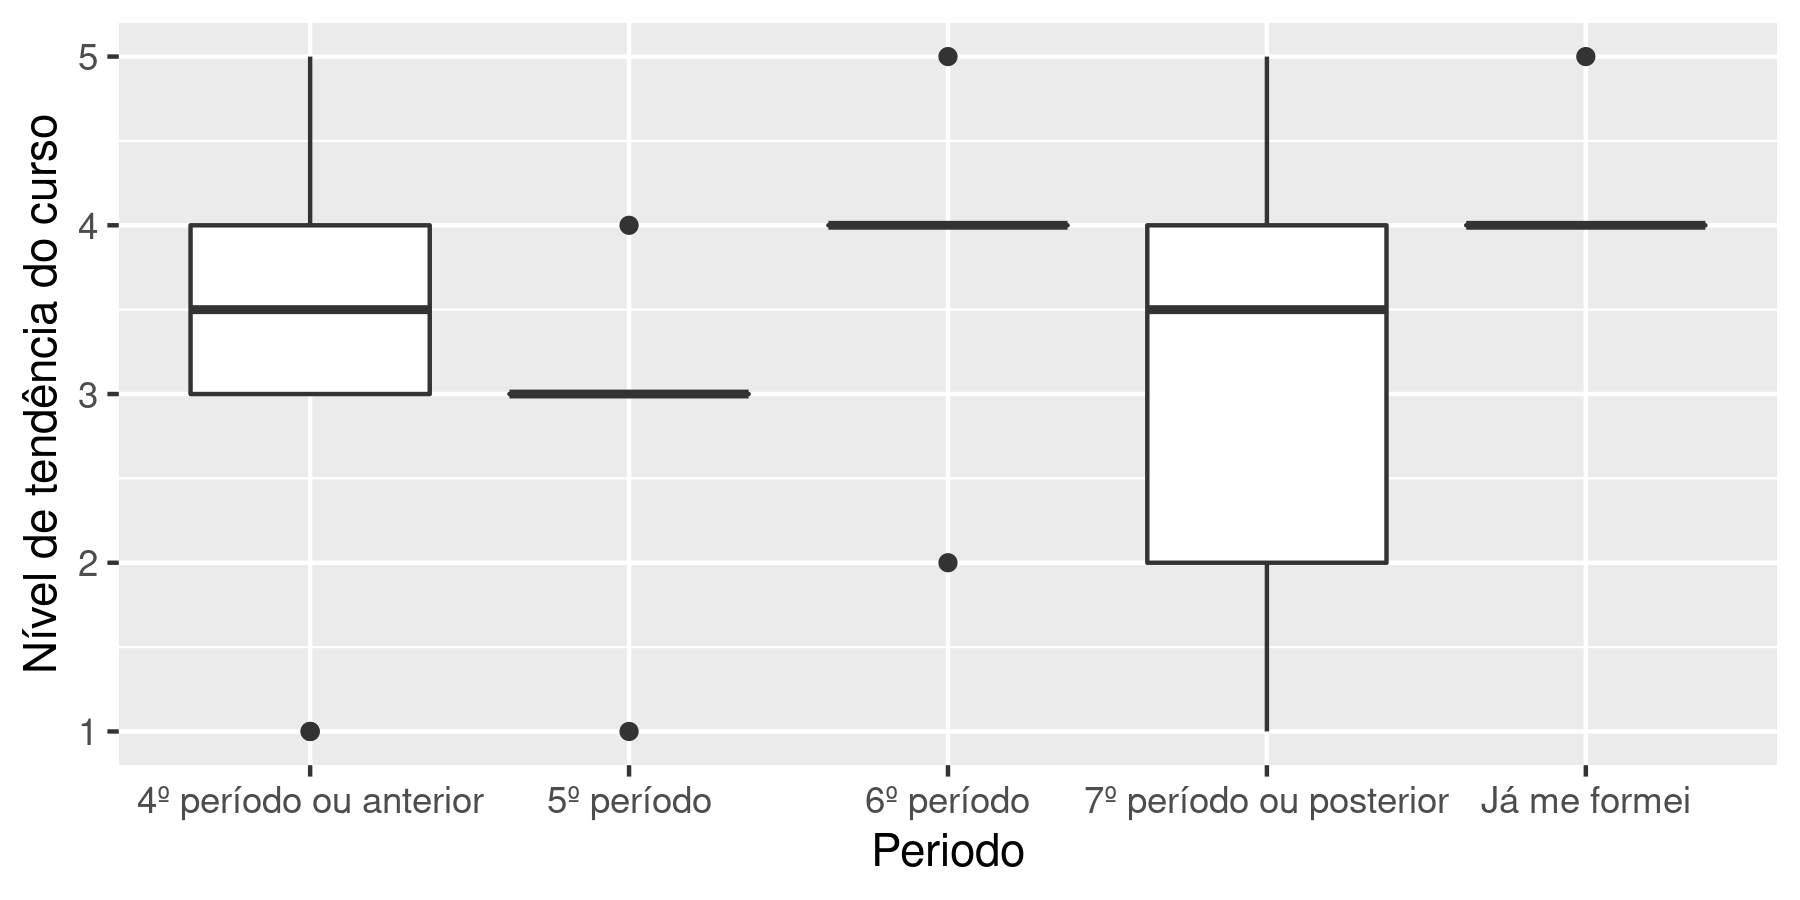 Nível de tendência do curso
5
4
3
2
1
4º período ou anterior
5º período
6º período
7º período ou posterior
Já me formei
Periodo